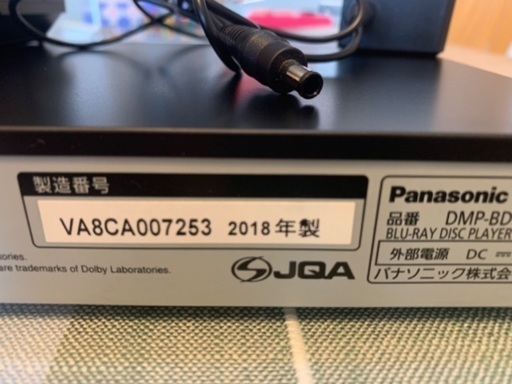 製造番号
VA8CA007253 2018年製
Panasonic
品番 DMP-BD
BLU-RAY DISC PLAYER
外部電源 DC
パナソニック株式会
JQA
are trademarks of Dolby Laboratories.